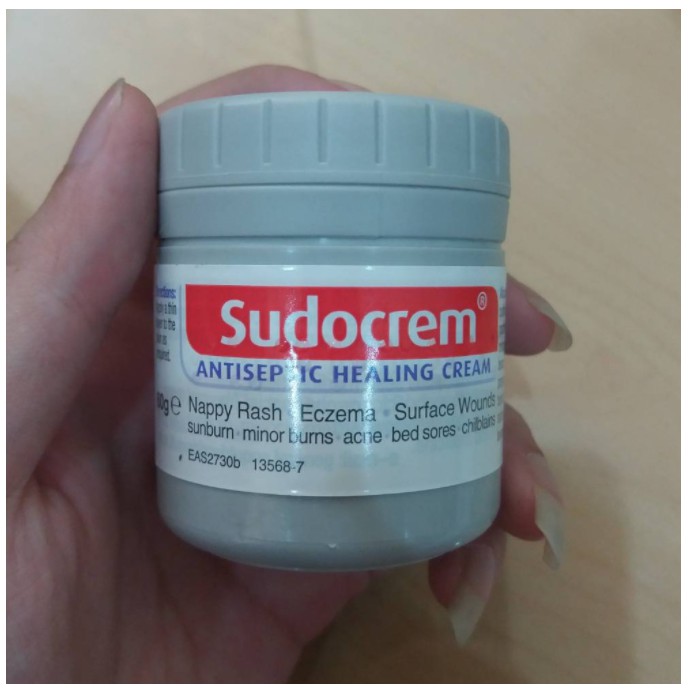 Sudocrem®
ANTISEPTIC HEALING CREAM
Nappy Rash · Eczema · Surface Wounds
sunburn · minor burns · acne · bed sores · chilblains
EAS2730b 13568-7